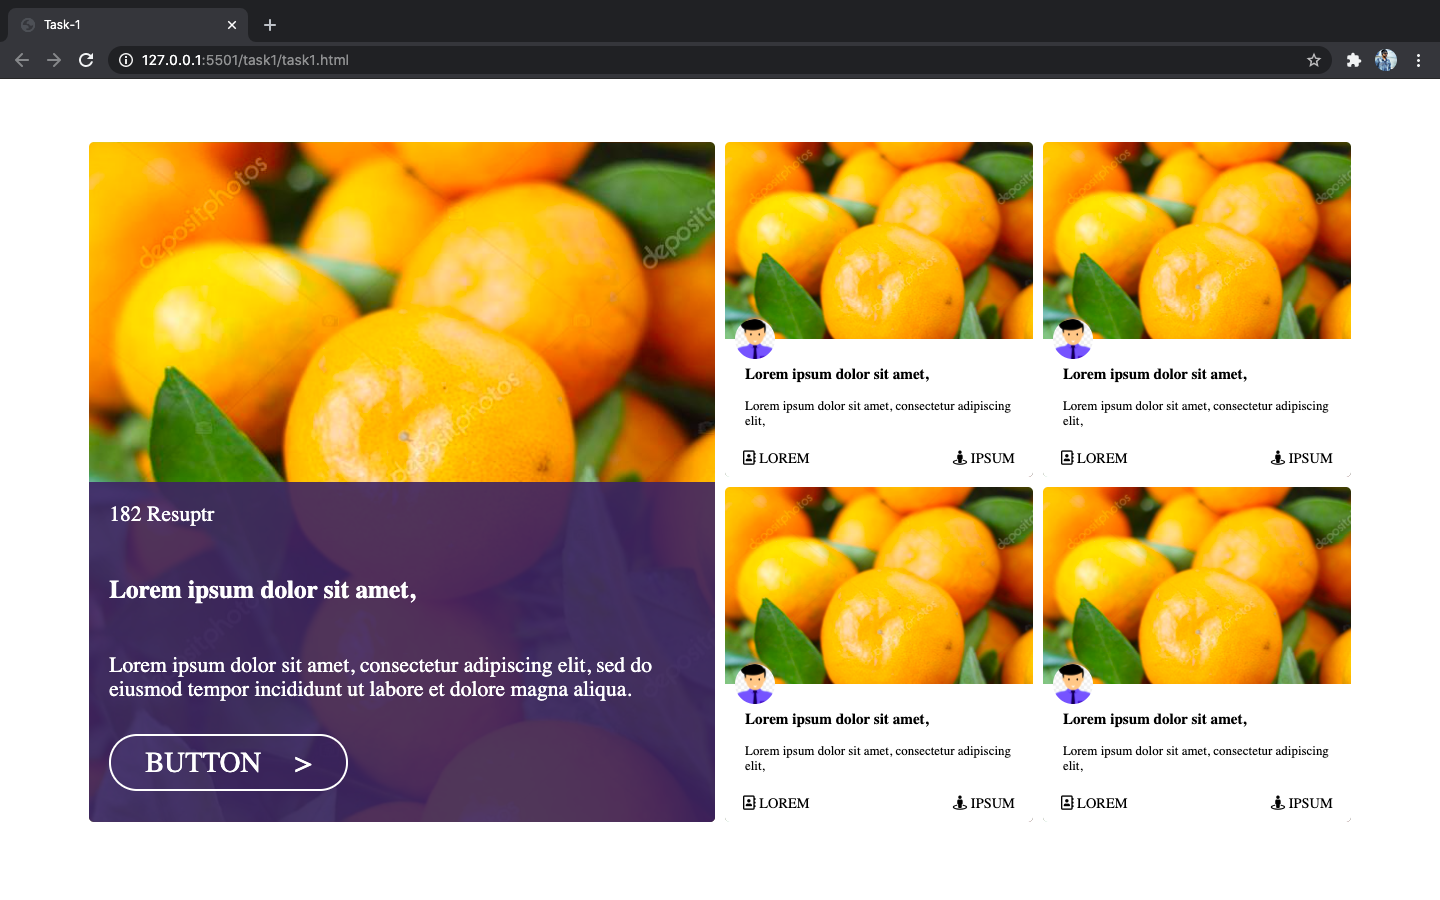 Task-1
127.0.0.1:5501/task1/task1.html
depositphotos
depositphotos
182 Resuptr
Lorem ipsum dolor sit amet,
Lorem ipsum dolor sit amet, consectetur adipiscing elit, sed do
eiusmod tempor incididunt ut labore et dolore magna aliqua.
BUTTON >
Lorem ipsum dolor sit amet,
Lorem ipsum dolor sit amet, consectetur adipiscing
elit,
LOREM IPSUM
Lorem ipsum dolor sit amet,
Lorem ipsum dolor sit amet, consectetur adipiscing
elit,
LOREM IPSUM
Lorem ipsum dolor sit amet,
Lorem ipsum dolor sit amet, consectetur adipiscing
elit,
LOREM IPSUM
Lorem ipsum dolor sit amet,
Lorem ipsum dolor sit amet, consectetur adipiscing
elit,
LOREM IPSUM